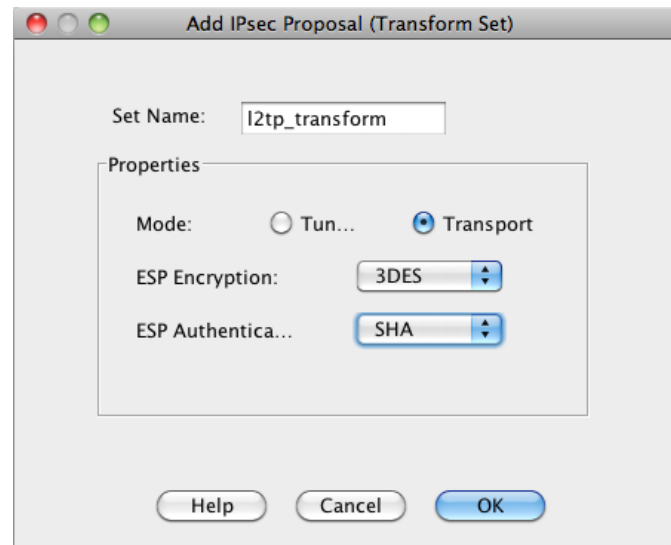 Add IPsec Proposal (Transform Set)
Set Name: l2tp_transform
Properties
Mode: Tun... Transport
ESP Encryption: 3DES
ESP Authentica... SHA
Help Cancel OK